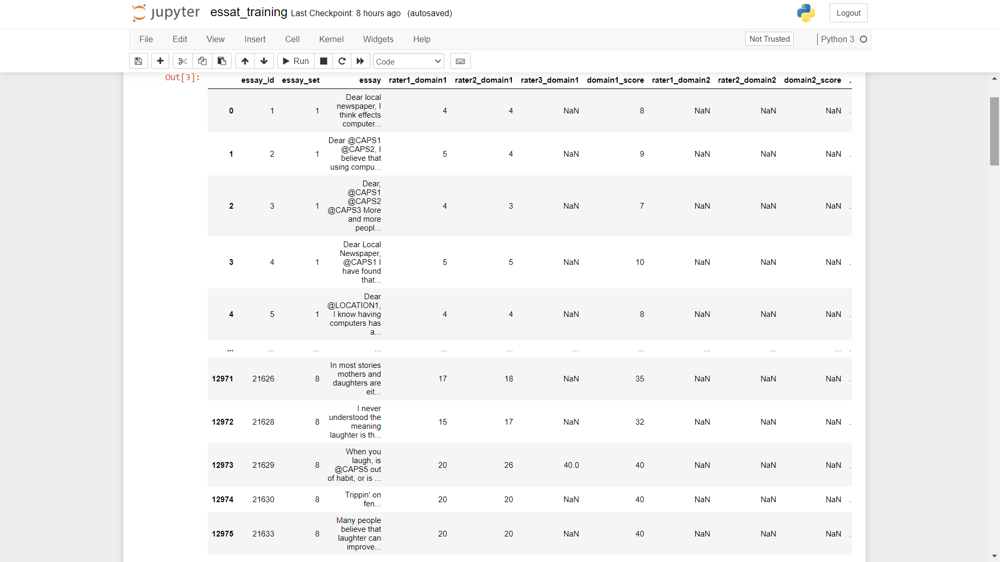 jupyter essat_training Last Checkpoint: 8 hours ago (autosaved) Logout
File Edit View Insert Cell Kernel Widgets Help Not Trusted Python 3
Run Code
Out[3]:
essay_id essay_set essay rater1_domain1 rater2_domain1 rater3_domain1 domain1_score rater1_domain2 rater2_domain2 domain2_score ..
0 1 1 Dear local newspaper, I think effects computer... 4 4 NaN 8 NaN NaN NaN .
1 2 1 Dear @CAPS1 @CAPS2, I believe that using compu... 5 4 NaN 9 NaN NaN NaN .
2 3 1 Dear, @CAPS1 @CAPS2 @CAPS3 More and more peopl... 4 3 NaN 7 NaN NaN NaN .
3 4 1 Dear Local Newspaper, @CAPS1 I have found that... 5 5 NaN 10 NaN NaN NaN .
4 5 1 Dear @LOCATION1, I know having computers has a... 4 4 NaN 8 NaN NaN NaN .
... ... ... ... ... ... ... ... ... ... ... .
12971 21626 8 In most stories mothers and daughters are eit... 17 18 NaN 35 NaN NaN NaN .
12972 21628 8 I never understood the meaning laughter is th... 15 17 NaN 32 NaN NaN NaN .
12973 21629 8 When you laugh, is @CAPS5 out of habit, or is ... 20 26 40.0 40 NaN NaN NaN .
12974 21630 8 Trippin' on fen... 20 20 NaN 40 NaN NaN NaN .
12975 21633 8 Many people believe that laughter can improve... 20 20 NaN 40 NaN NaN NaN .